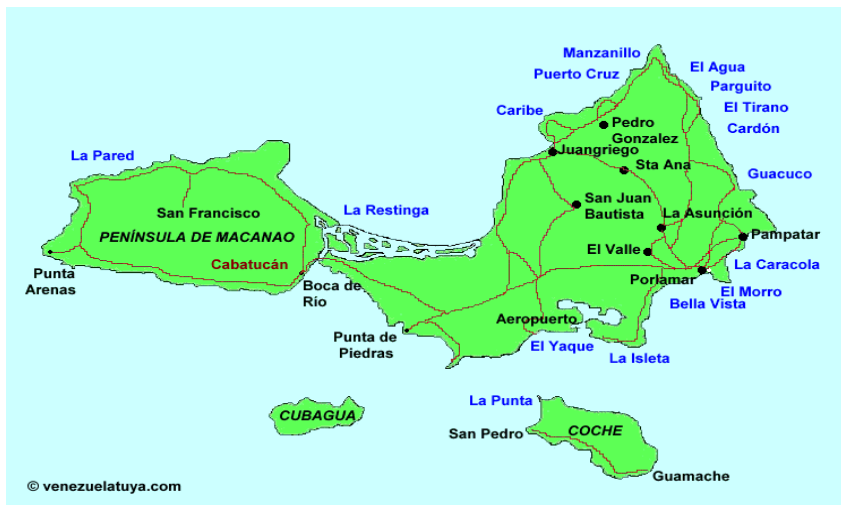 Manzanillo
El Agua
Puerto Cruz
Parguito
El Tirano
Caribe
Pedro
Gonzalez
Cardón
Juangriego
La Pared
Sta Ana
Guacuco
San Juan
Bautista
La Restinga
San Francisco
La Asunción
PENÍNSULA DE MACANAO
Pampatar
El Valle
Cabatucán
La Caracola
Punta
Arenas
Boca de
Río
Porlamar
El Morro
Bella Vista
Aeropuerto
Punta de
Piedras
El Yaque
La Isleta
La Punta
CUBAGUA
San Pedro
COCHE
Guamache
© venezuelatuya.com